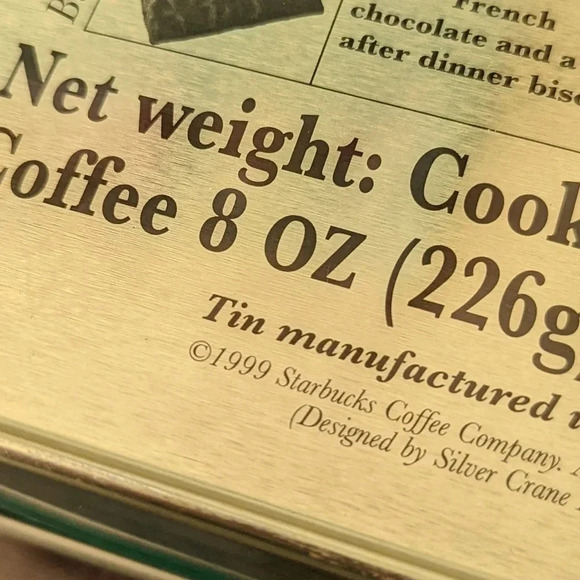 French
chocolate and a
after dinner
Net weight:
Coffee 8 OZ (226g
Tin manufactured
©1999 Starbucks Coffee Company.
(Designed by Silver Crane